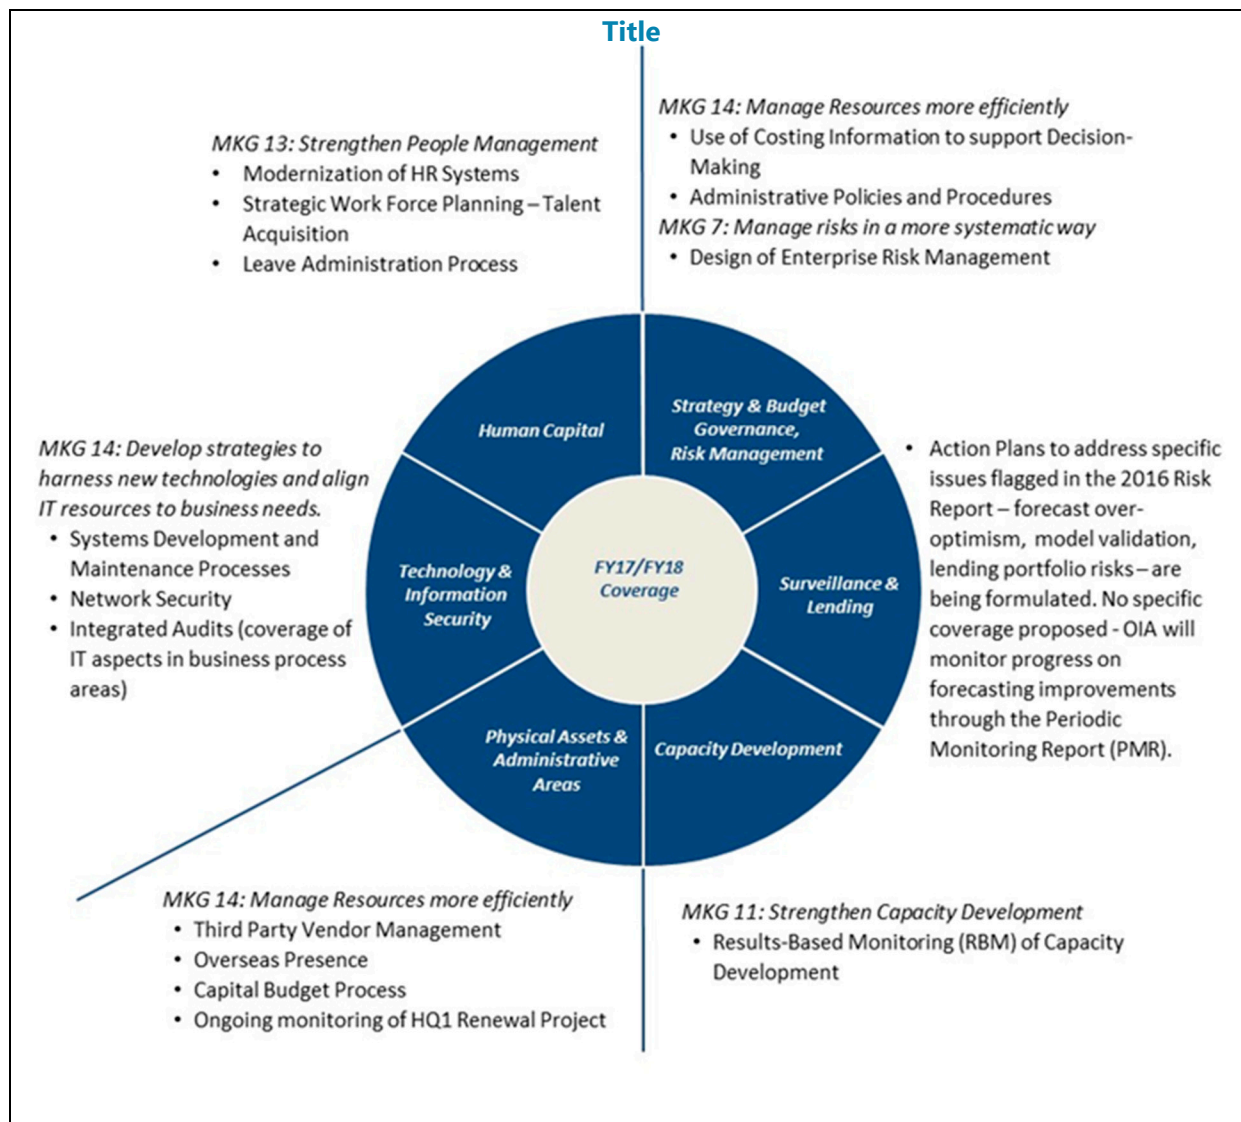 Title
MKG 13: Strengthen People Management
• Modernization of HR Systems
• Strategic Work Force Planning – Talent
Acquisition
• Leave Administration Process
MKG 14: Manage Resources more efficiently
• Use of Costing Information to support Decision-
Making
• Administrative Policies and Procedures
MKG 7: Manage risks in a more systematic way
• Design of Enterprise Risk Management
Human Capital
Strategy & Budget
Governance,
Risk Management
MKG 14: Develop strategies to
harness new technologies and align
IT resources to business needs.
• Systems Development and
Maintenance Processes
• Network Security
• Integrated Audits (coverage of
IT aspects in business process
areas)
Technology &
Information
Security
FY17/FY18
Coverage
Surveillance &
Lending
• Action Plans to address specific
issues flagged in the 2016 Risk
Report – forecast over-
optimism, model validation,
lending portfolio risks – are
being formulated. No specific
coverage proposed - OIA will
monitor progress on
forecasting improvements
through the Periodic
Monitoring Report (PMR).
Physical Assets &
Administrative
Areas
Capacity Development
MKG 14: Manage Resources more efficiently
• Third Party Vendor Management
• Overseas Presence
• Capital Budget Process
• Ongoing monitoring of HQ1 Renewal Project
MKG 11: Strengthen Capacity Development
• Results-Based Monitoring (RBM) of Capacity
Development